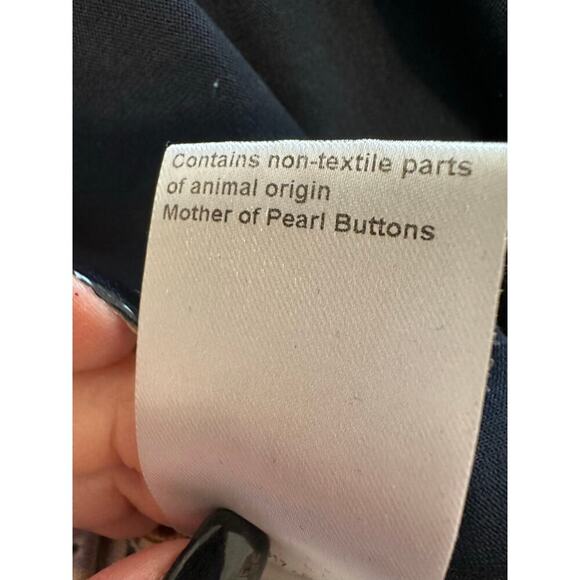 Contains non-textile parts
of animal origin
Mother of Pearl Buttons